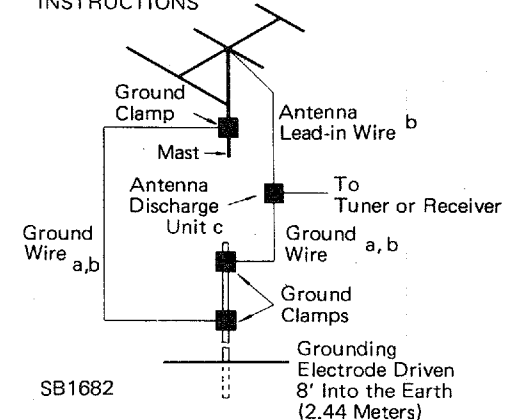 INSTRUCTIONS
Ground
Clamp
Antenna
Lead-in Wire b
Mast
Antenna
Discharge
Unit c
To
Tuner or Receiver
Ground
Wire a,b
Ground
Wire a, b
Ground
Clamps
Grounding
Electrode Driven
8' Into the Earth
(2.44 Meters)
SB1682